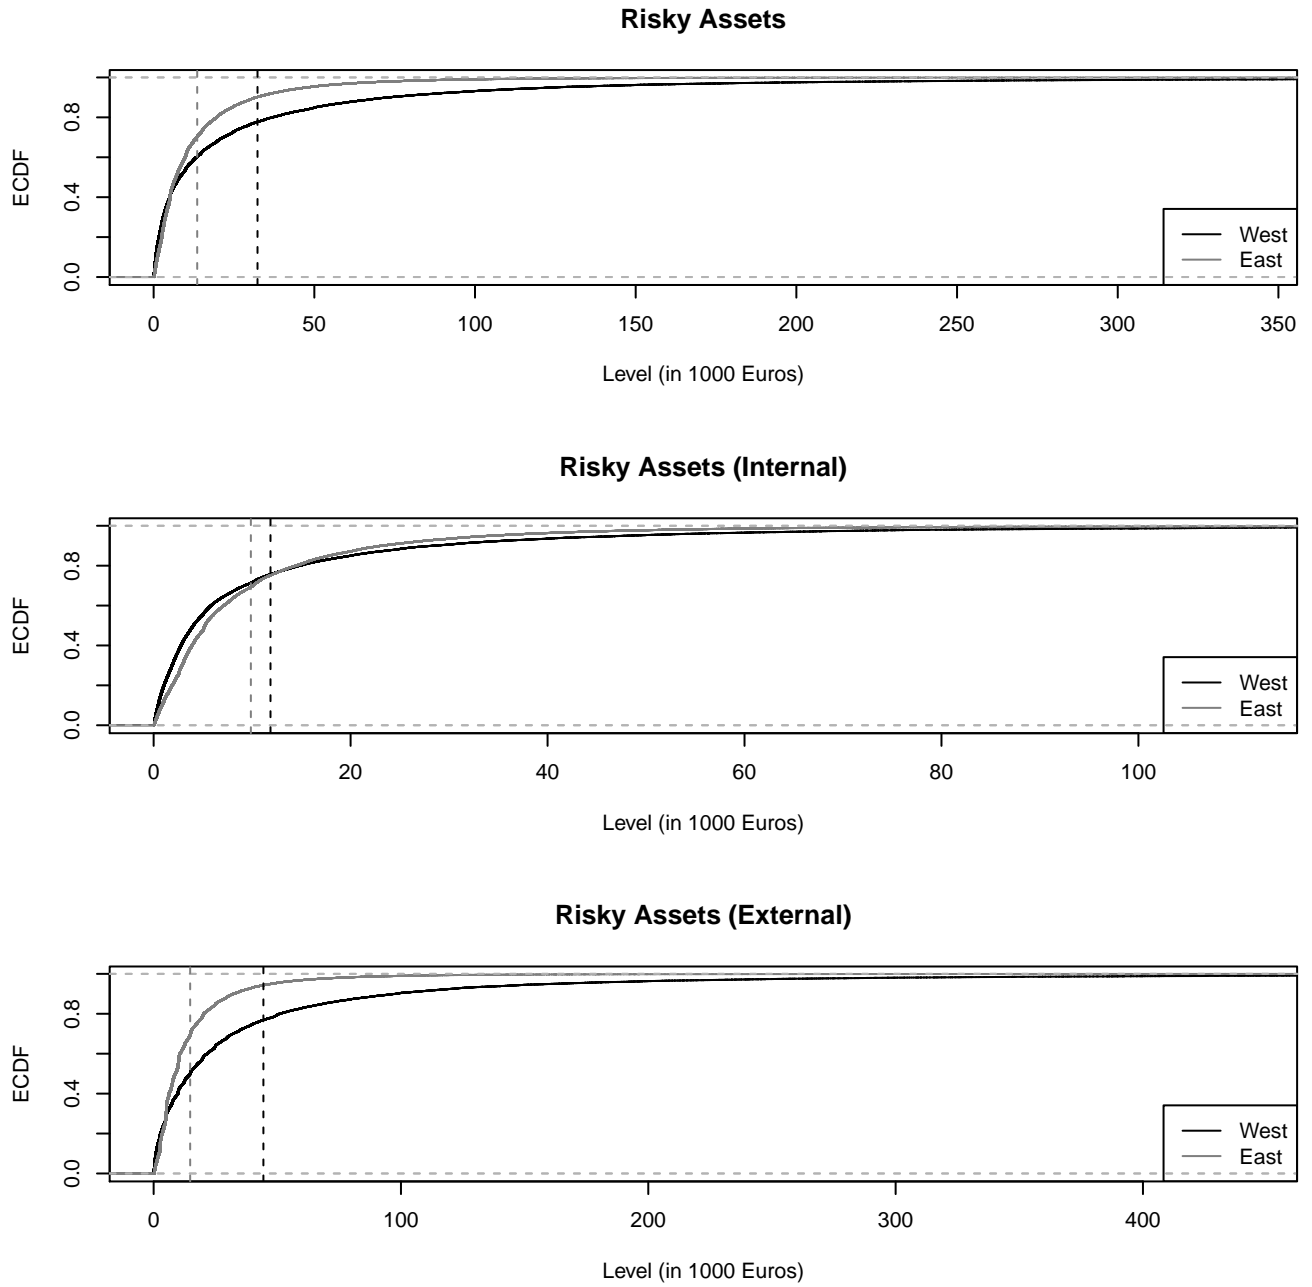 Risky Assets
ECDF
0.0 0.4 0.8
West
East
0 50 100 150 200 250 300 350
Level (in 1000 Euros)
Risky Assets (Internal)
ECDF
0.0 0.4 0.8
West
East
0 20 40 60 80 100
Level (in 1000 Euros)
Risky Assets (External)
ECDF
0.0 0.4 0.8
West
East
0 100 200 300 400
Level (in 1000 Euros)